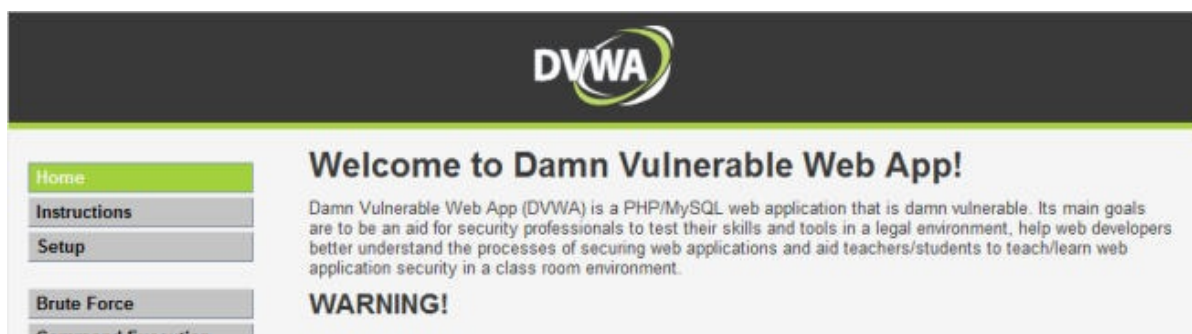 DVWA
Home
Instructions
Setup
Brute Force
Welcome to Damn Vulnerable Web App!
Damn Vulnerable Web App (DVWA) is a PHP/MySQL web application that is damn vulnerable. Its main goals
are to be an aid for security professionals to test their skills and tools in a legal environment, help web developers
better understand the processes of securing web applications and aid teachers/students to teach/learn web
application security in a class room environment.
WARNING!